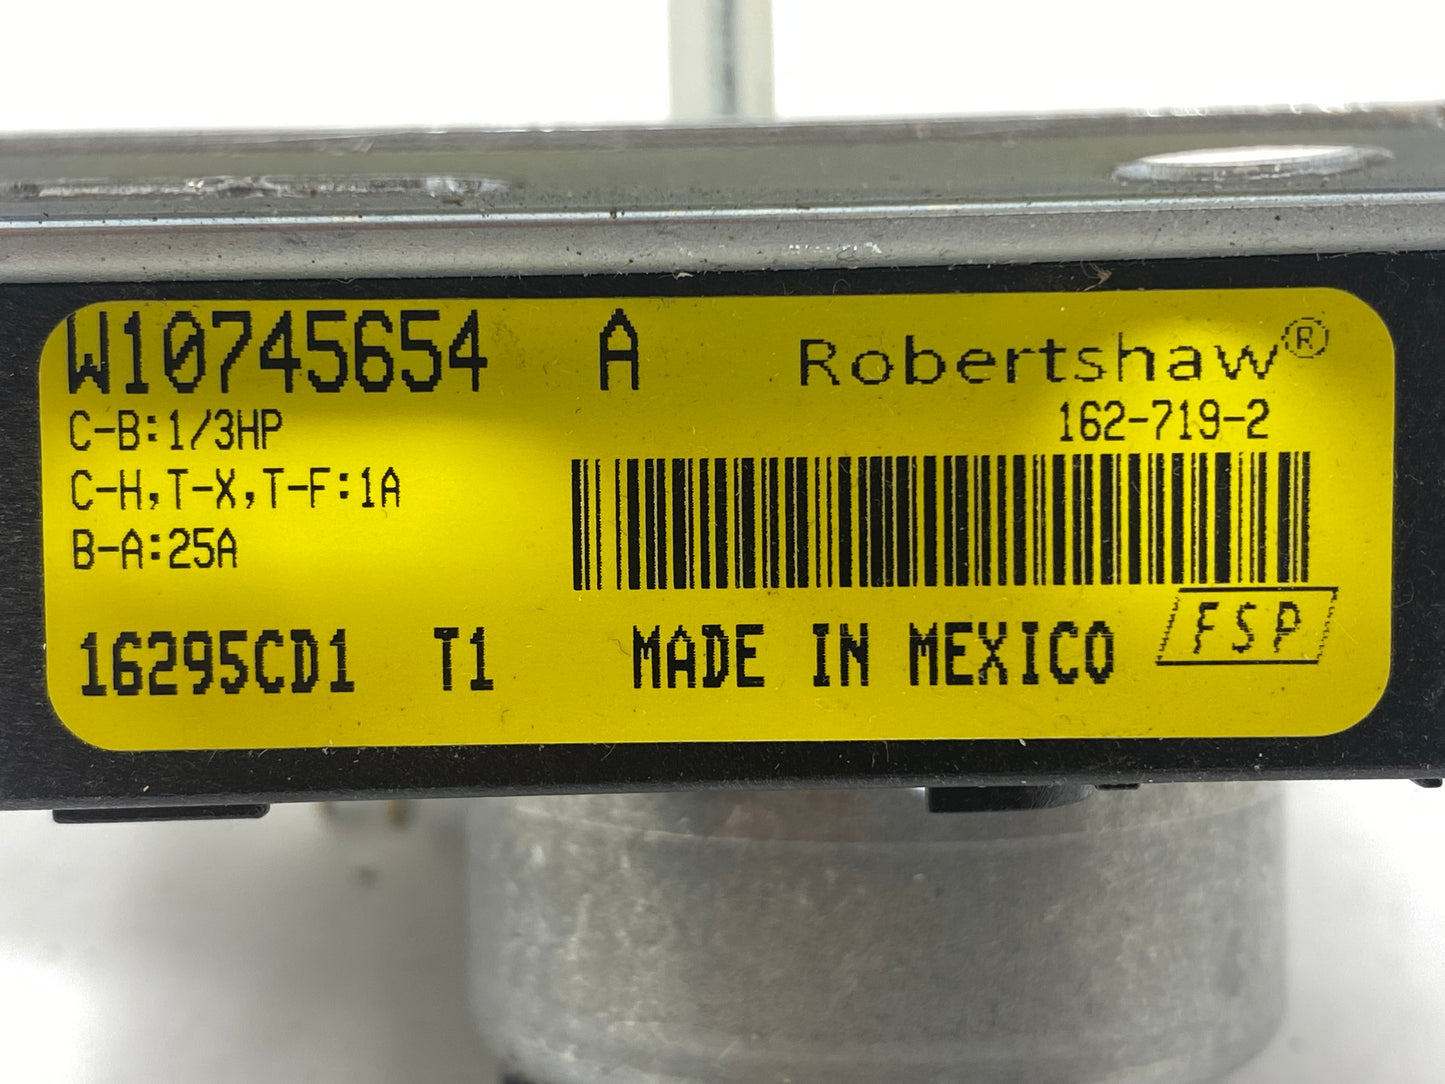 W10745654 A Robertshaw®
C-B:1/3HP 162-719-2
C-H,T-X,T-F:1A
B-A:25A
16295CD1 T1 MADE IN MEXICO FSP